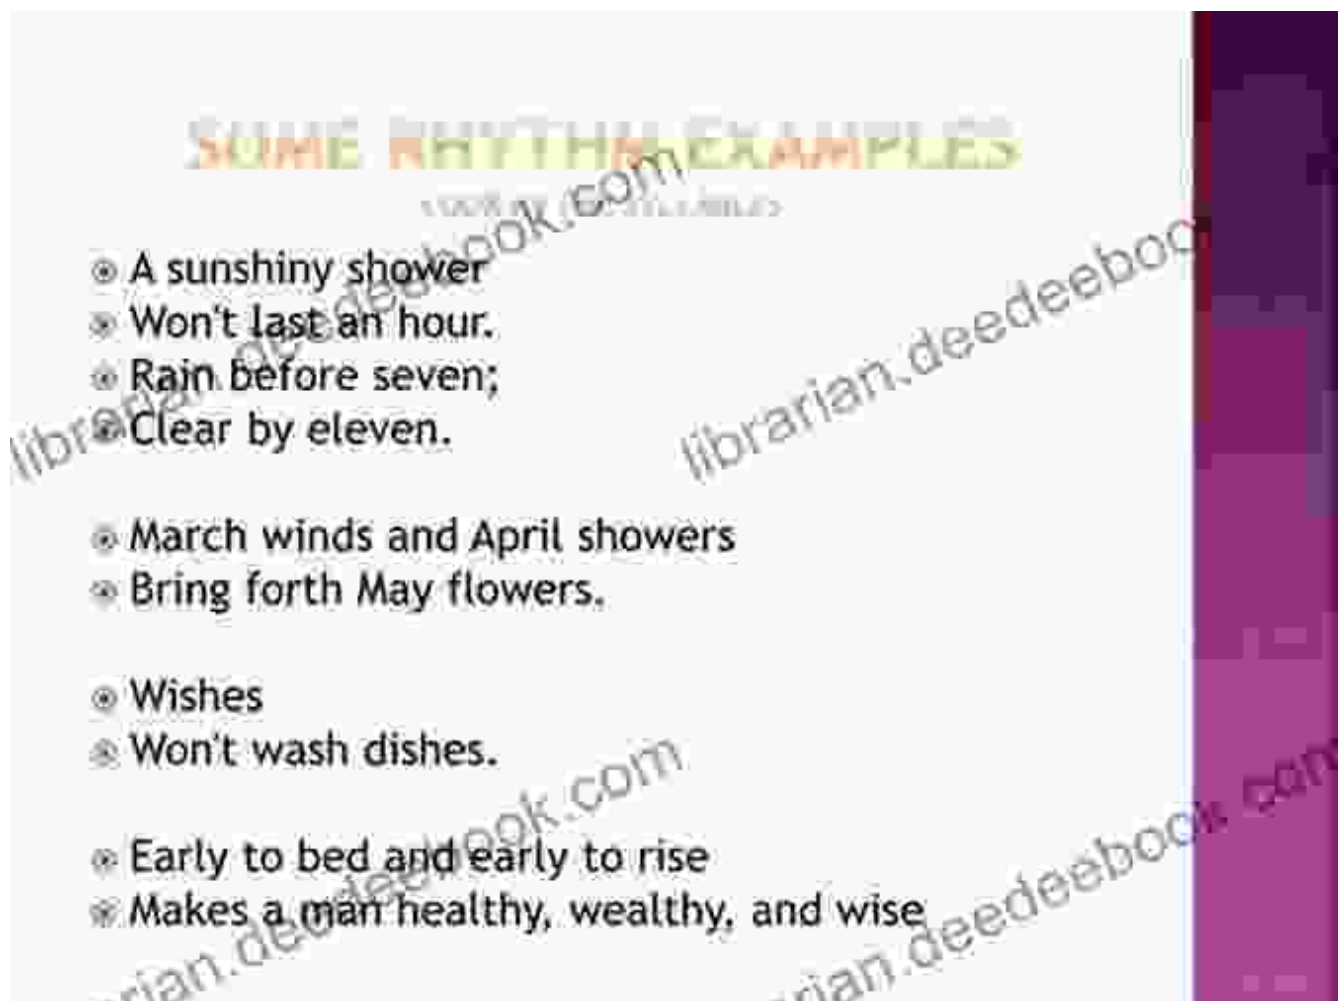 SOME RHYTHM EXAMPLES
A sunshiny shower
Won't last an hour.
Rain before seven;
Clear by eleven.
March winds and April showers
Bring forth May flowers.
Wishes
Won't wash dishes.
Early to bed and early to rise
Makes a man healthy, wealthy, and wise
librarian.deedeebook.com
librarian.deedeebook
librarian.deedeebook.com
rian.deedeebook.com